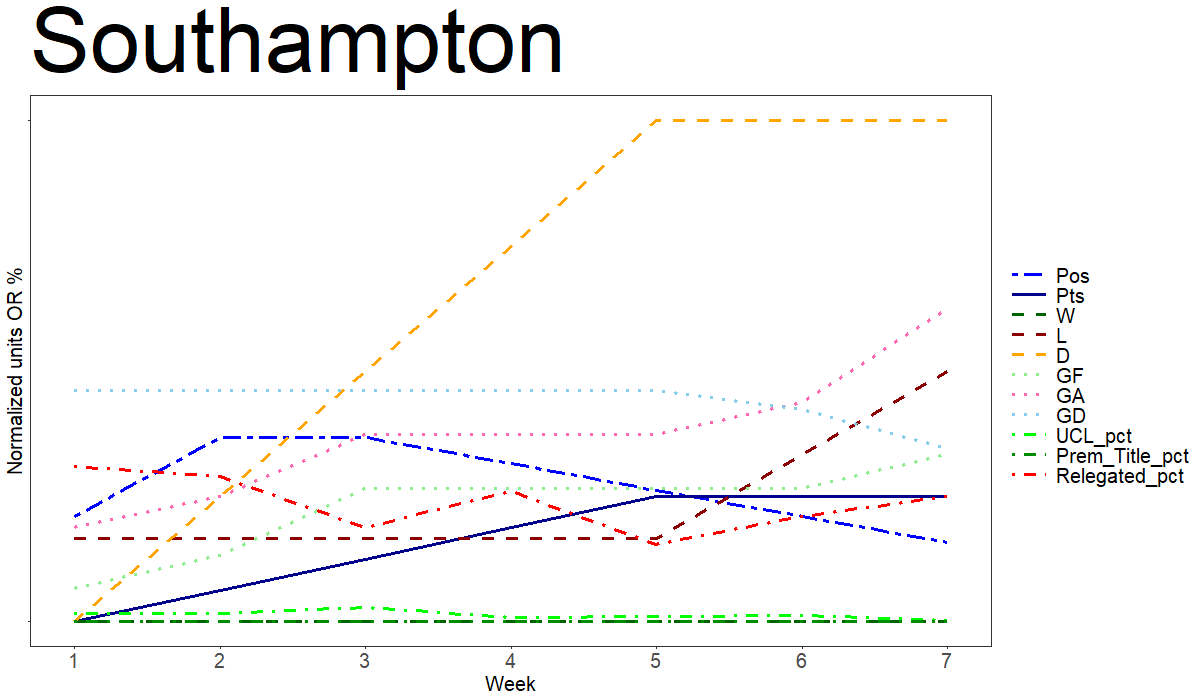 Southampton
Normalized units OR %
1 2 3 4 5 6 7
Week
Pos
Pts
W
L
D
GF
GA
GD
UCL_pct
Prem_Title_pct
Relegated_pct